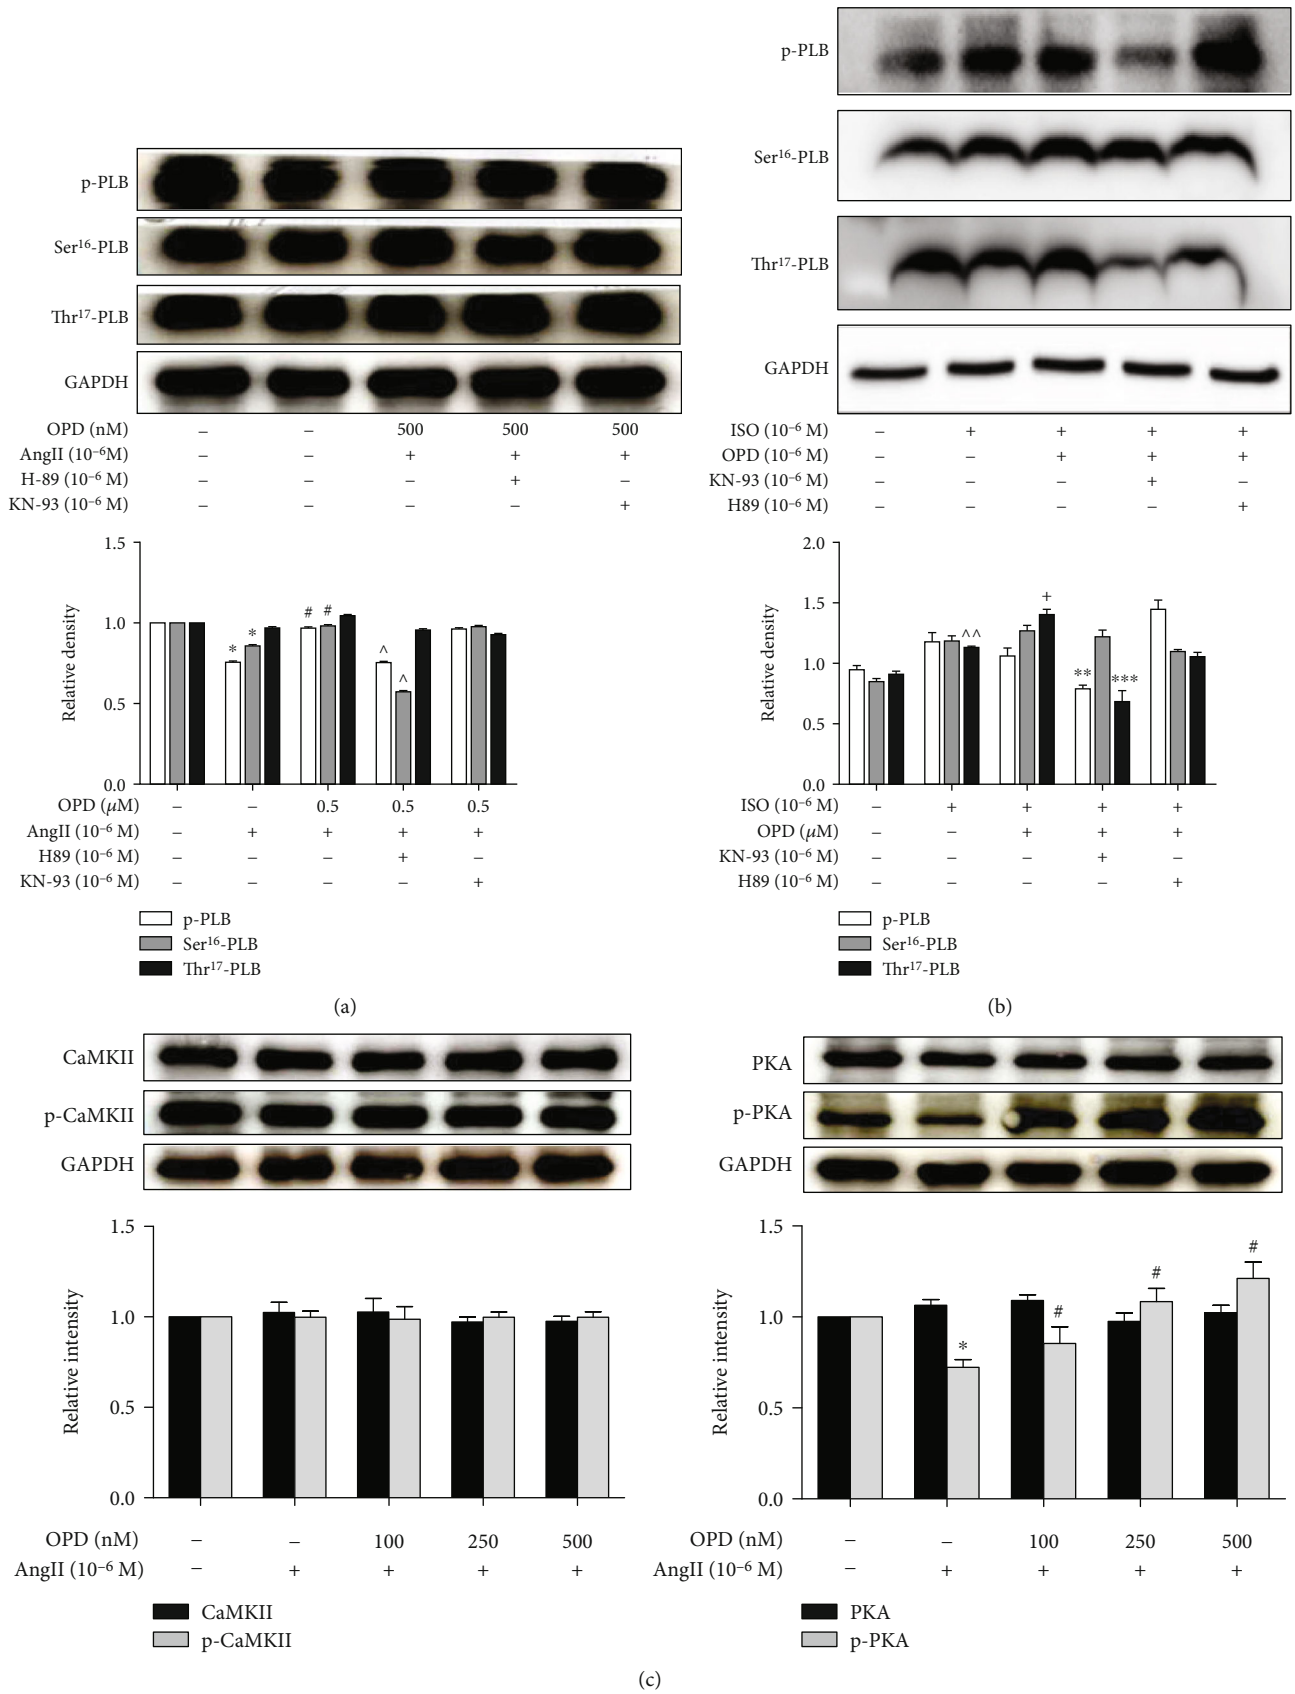 p-PLB
Ser¹⁶-PLB
Thr¹⁷-PLB
GAPDH
OPD (nM) – – 500 500 500
AngII (10⁻⁶M) – – + + +
H-89 (10⁻⁶ M) – – – + –
KN-93 (10⁻⁶ M) – – – – +
1.5
1.0
0.5
0.0
Relative density
* * # # ^ ^
OPD (μM) – – 0.5 0.5 0.5
AngII (10⁻⁶ M) – + + + +
H89 (10⁻⁶ M) – – – + –
KN-93 (10⁻⁶ M) – – – – +
p-PLB
Ser¹⁶-PLB
Thr¹⁷-PLB
(a)
p-PLB
Ser¹⁶-PLB
Thr¹⁷-PLB
GAPDH
ISO (10⁻⁶ M) – + + + +
OPD (10⁻⁶ M) – – + + +
KN-93 (10⁻⁶ M) – – – + –
H89 (10⁻⁶ M) – – – – +
2.0
1.5
1.0
0.5
0.0
Relative density
^^ + ** ***
ISO (10⁻⁶ M) – + + + +
OPD (μM) – – + + +
KN-93 (10⁻⁶ M) – – – + –
H89 (10⁻⁶ M) – – – – +
p-PLB
Ser¹⁶-PLB
Thr¹⁷-PLB
(b)
CaMKII
p-CaMKII
GAPDH
1.5
1.0
0.5
0.0
Relative intensity
OPD (nM) – – 100 250 500
AngII (10⁻⁶ M) – + + + +
CaMKII
p-CaMKII
PKA
p-PKA
GAPDH
1.5
1.0
0.5
0.0
Relative intensity
* # # #
OPD (nM) – – 100 250 500
AngII (10⁻⁶ M) – + + + +
PKA
p-PKA
(c)